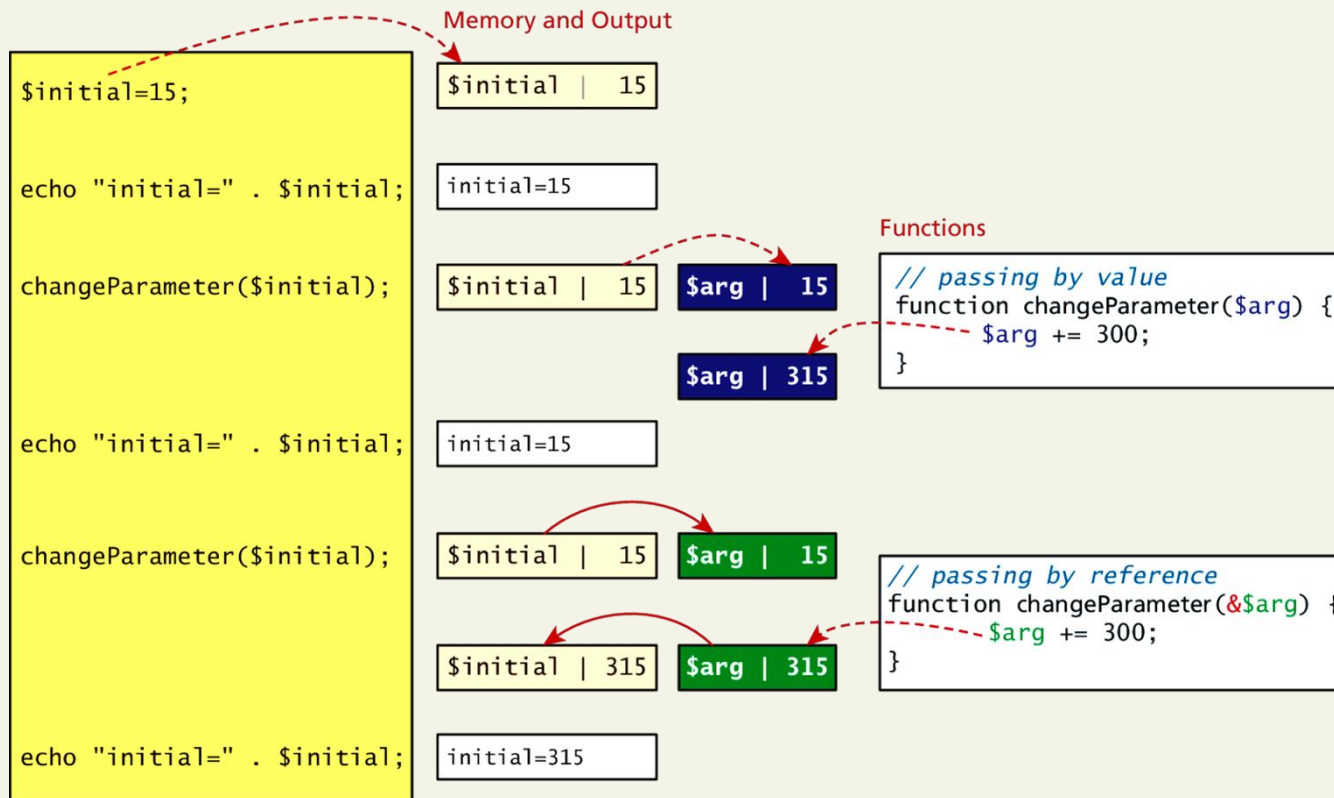 Memory and Output
$initial=15;
$initial | 15
echo "initial=" . $initial;
initial=15
Functions
changeParameter($initial);
$initial | 15
$arg | 15
// passing by value
function changeParameter($arg) {
$arg += 300;
}
$arg | 315
echo "initial=" . $initial;
initial=15
changeParameter($initial);
$initial | 15
$arg | 15
// passing by reference
function changeParameter(&$arg) {
$arg += 300;
}
$initial | 315
$arg | 315
echo "initial=" . $initial;
initial=315